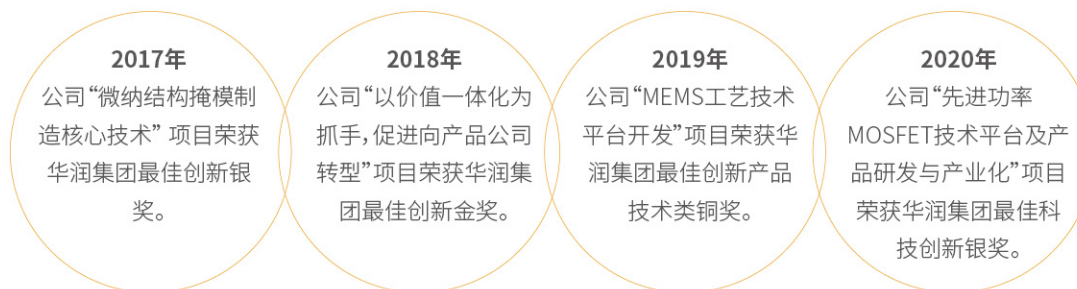 2017年
公司“微纳结构掩模制
造核心技术” 项目荣获
华润集团最佳创新银
奖。
2018年
公司“以价值一体化为
抓手，促进向产品公司
转型”项目荣获华润集
团最佳创新金奖。
2019年
公司“MEMS工艺技术
平台开发”项目荣获华
润集团最佳创新产品
技术类铜奖。
2020年
公司“先进功率
MOSFET技术平台及产
品研发与产业化”项目
荣获华润集团最佳科
技创新银奖。